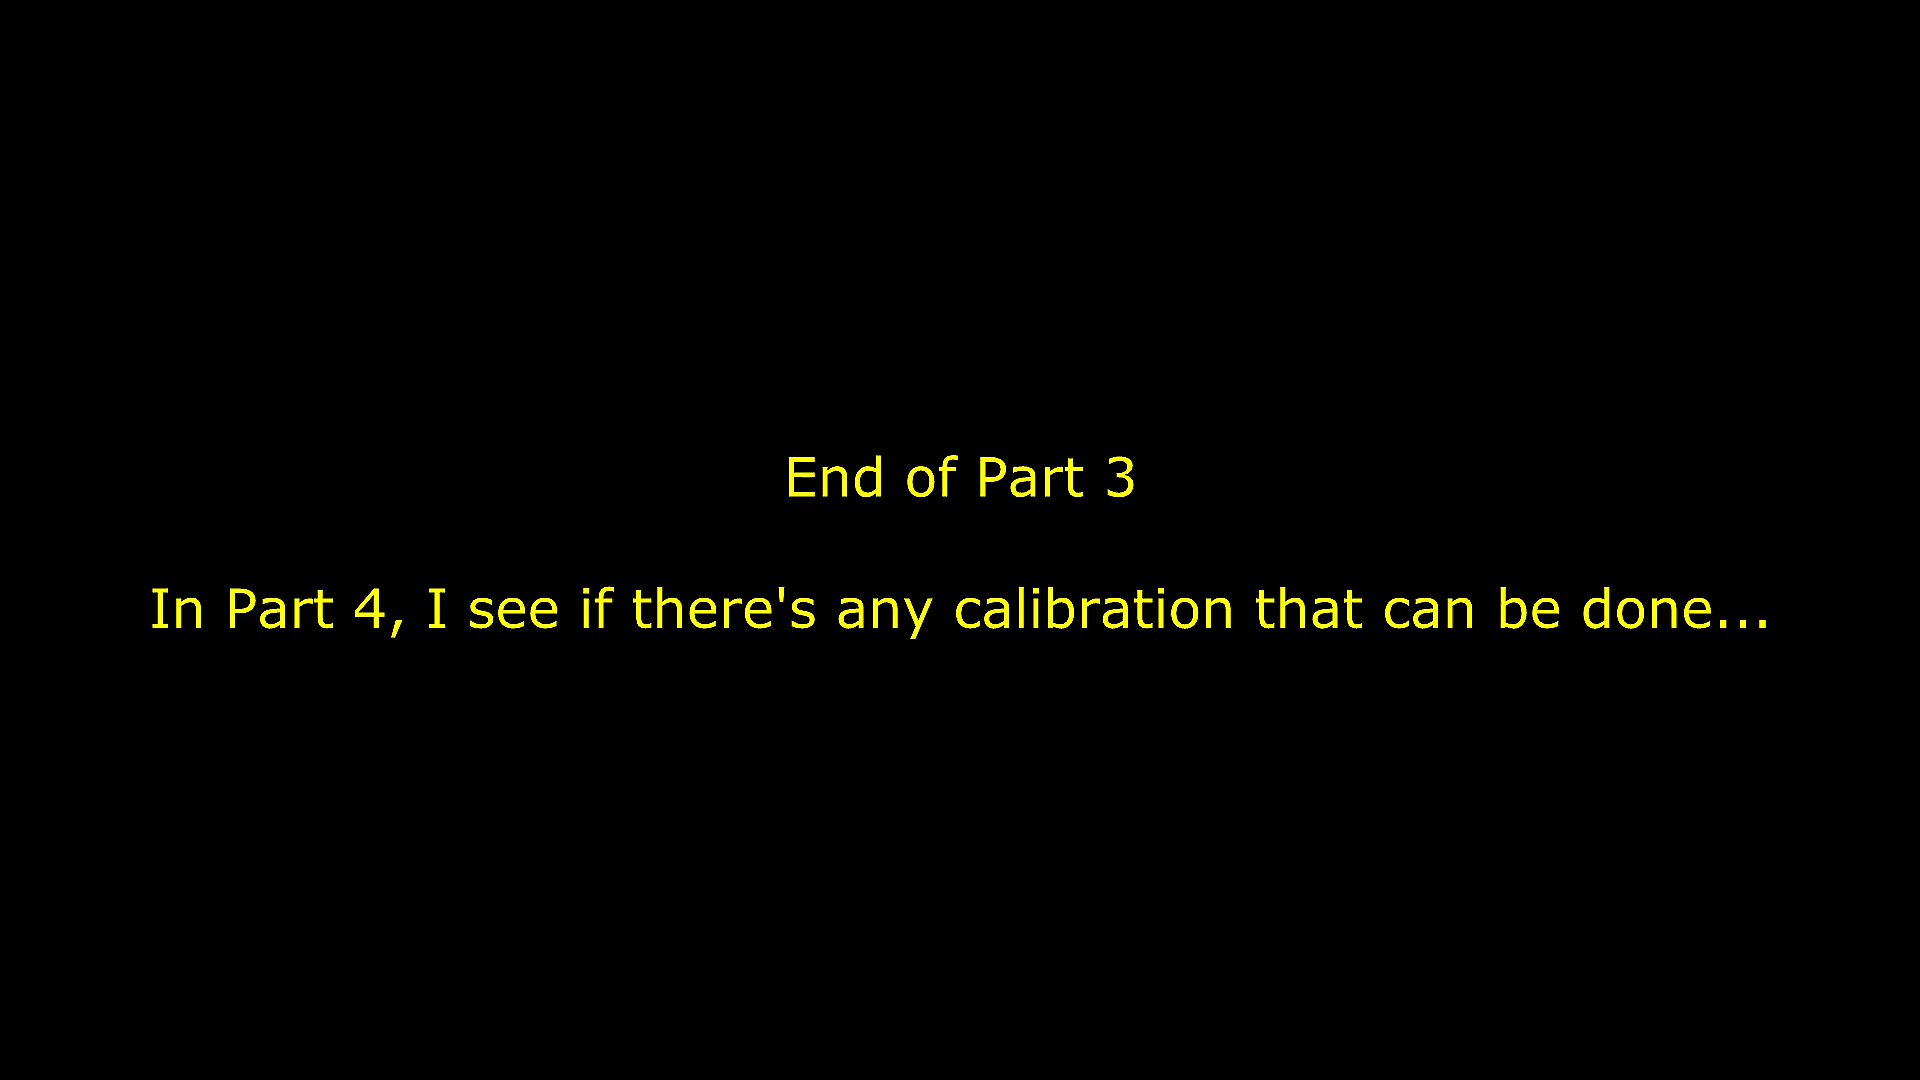 End of Part 3
In Part 4, I see if there's any calibration that can be done...